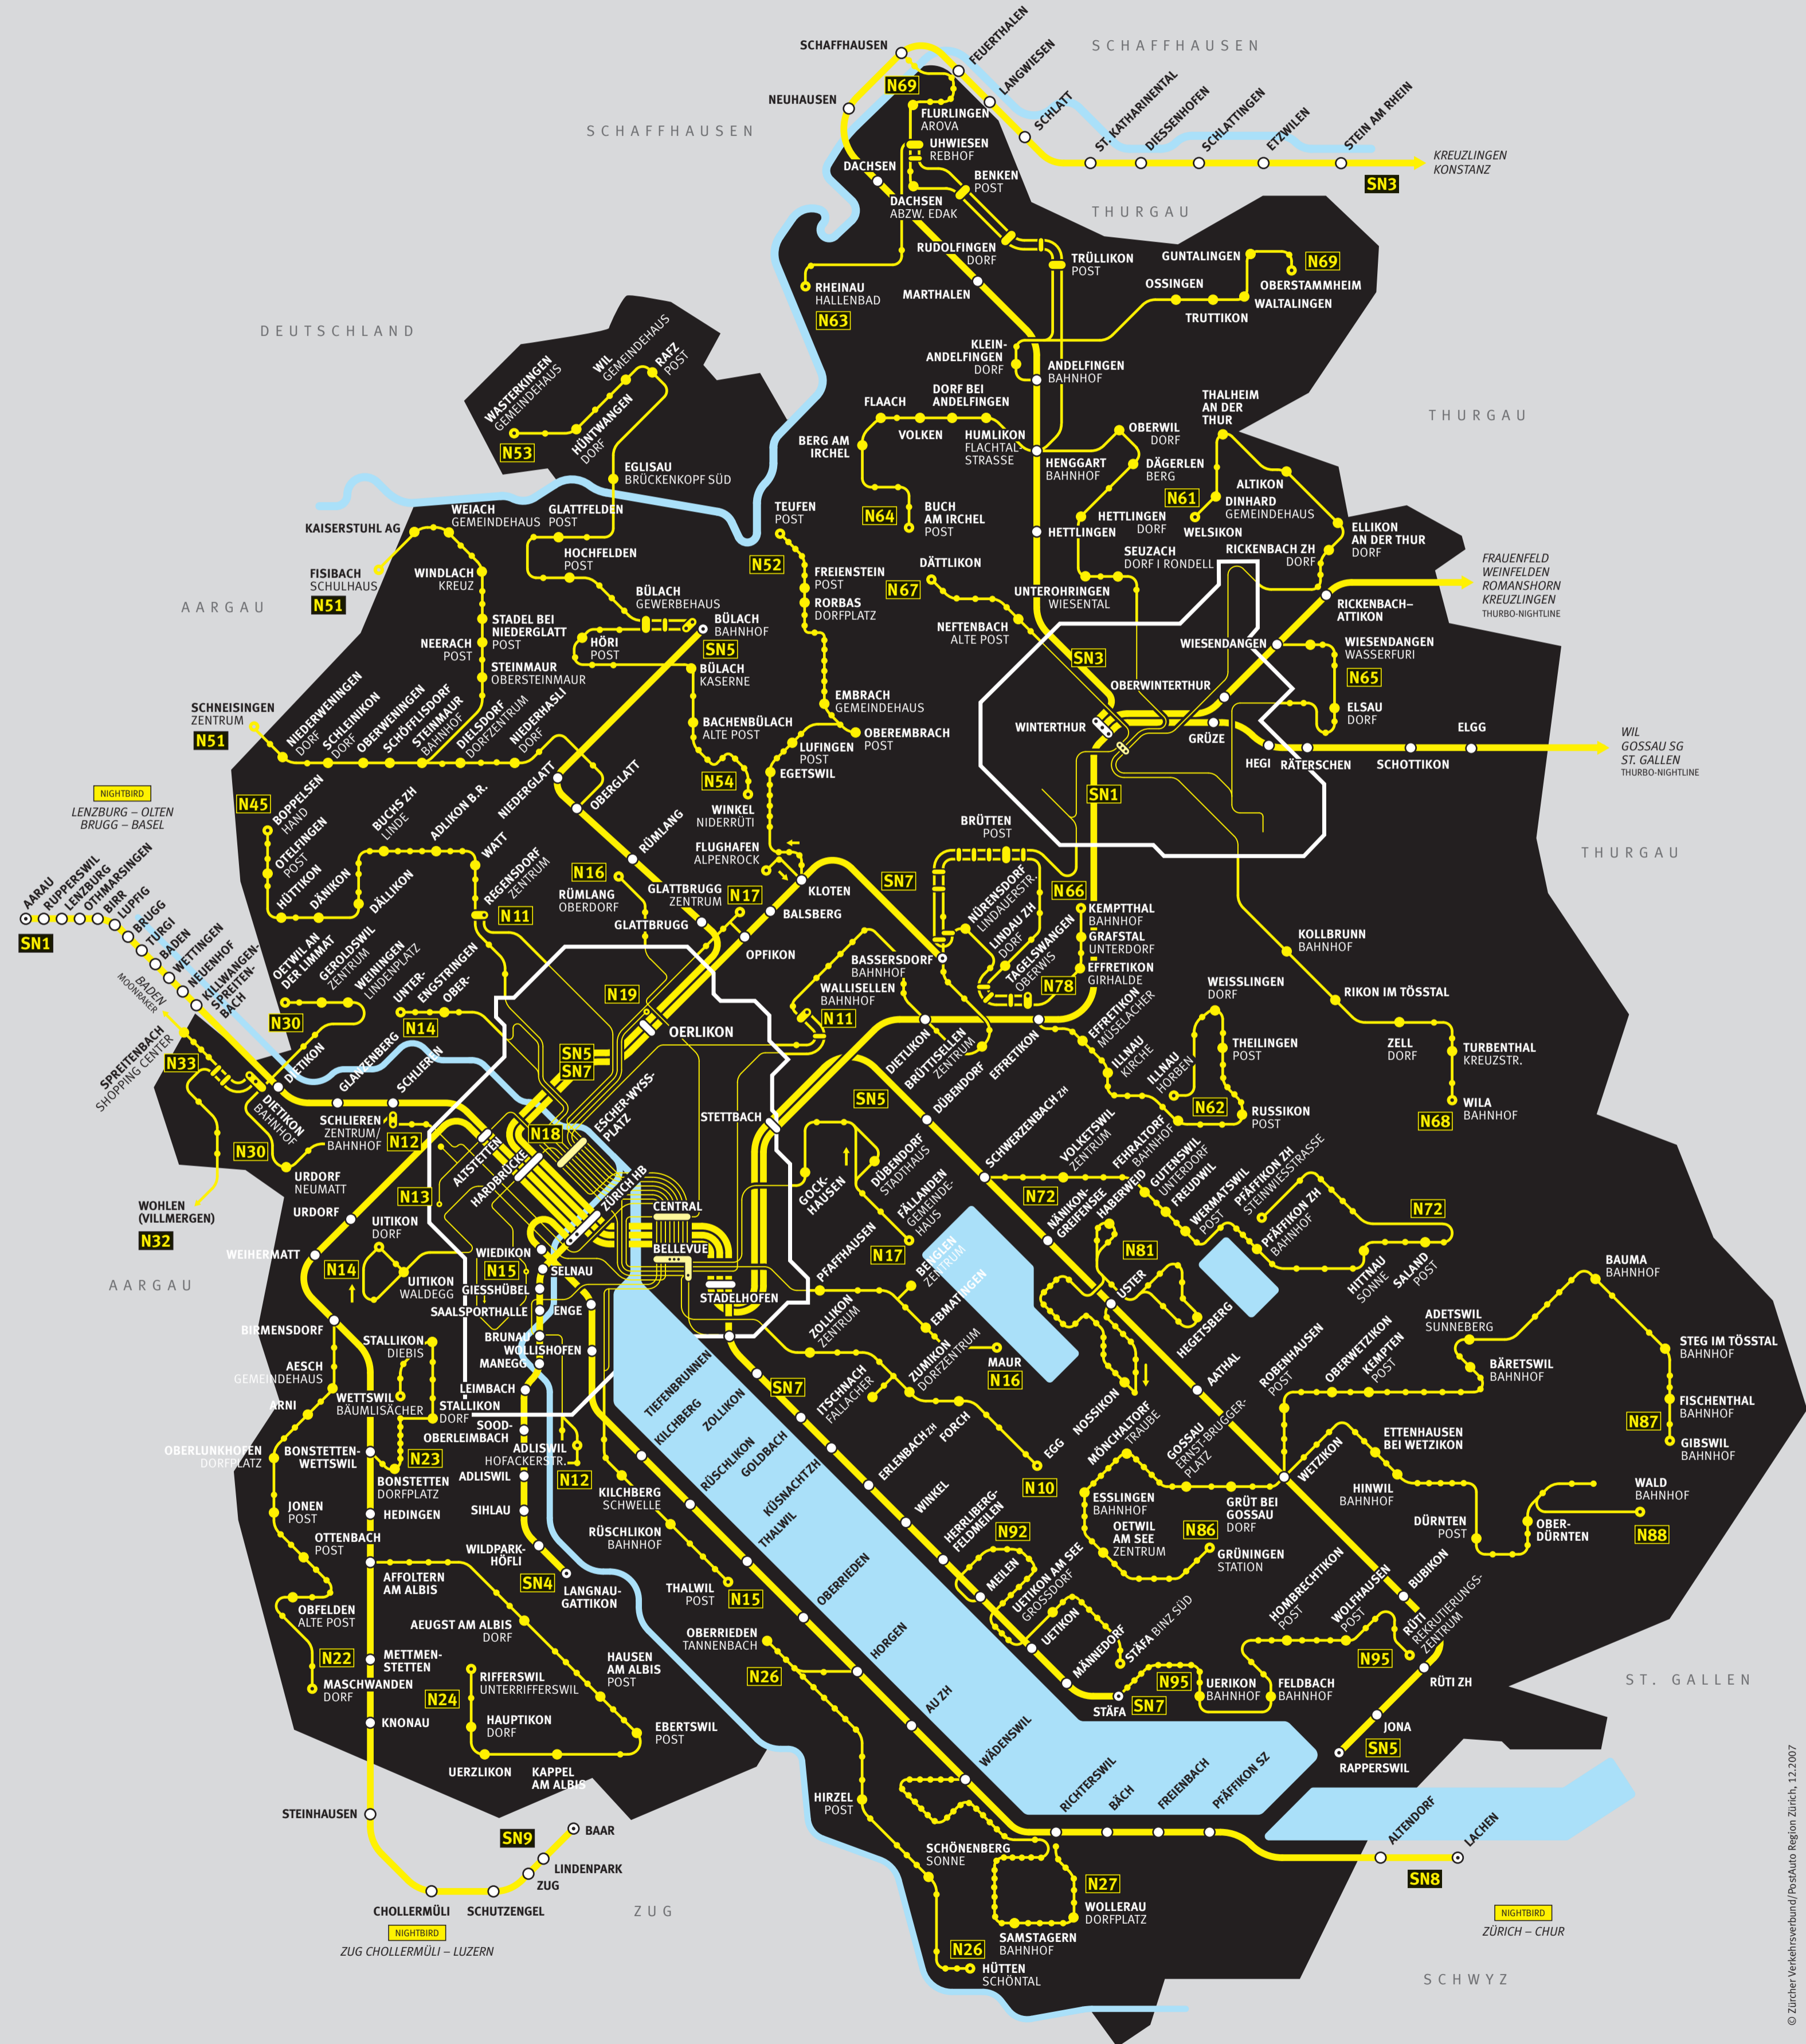 SCHAFFHAUSEN
FEUERTHALEN
LANGWIESEN
SCHAFFHAUSEN
NEUHAUSEN
N69
SCHLATT
ST. KATHARINENTAL
DIESSENHOFEN
SCHLATTINGEN
ETZWILEN
STEIN AM RHEIN
SCHAFFHAUSEN
FLURLINGEN
AROVA
UHWIESEN
REBHOF
KREUZLINGEN
KONSTANZ
SN3
DACHSEN
BENKEN
POST
DACHSEN
ABZW. EDAK
THURGAU
RUDOLFINGEN
DORF
TRÜLLIKON
POST
GUNTALINGEN
N69
OBERSTAMMHEIM
RHEINAU
HALLENBAD
N63
MARTHALEN
OSSINGEN
WALTALINGEN
TRUTTIKON
DEUTSCHLAND
WASTERKINGEN
GEMEINDEHAUS
WIL
GEMEINDEHAUS
RAFZ
POST
HÜNTWANGEN
DORF
N53
KLEIN-
ANDELFINGEN
DORF
ANDELFINGEN
BAHNHOF
FLAACH
DORF BEI
ANDELFINGEN
BERG AM
IRCHEL
VOLKEN
HUMLIKON
FLACHTAL
STRASSE
HENGGART
BAHNHOF
OBERWIL
DORF
DÄGERLEN
BERG
THALHEIM
AN DER
THUR
THURGAU
ALTIKON
N61
DINHARD
GEMEINDEHAUS
WELSIKON
EGLISAU
BRÜCKENKOPF SÜD
N64
BUCH
AM IRCHEL
POST
HETTLINGEN
HETTLINGEN
DORF
SEUZACH
DORF I RONDELL
RICKENBACH ZH
DORF
ELLIKON
AN DER THUR
DORF
KAISERSTUHL AG
WEIACH
GEMEINDEHAUS
GLATTFELDEN
POST
TEUFEN
POST
HOCHFELDEN
POST
N52
FREIENSTEIN
POST
RORBAS
DORFPLATZ
DÄTTLIKON
N67
UNTEROHRINGEN
WIESENTAL
NEFTENBACH
ALTE POST
RICKENBACH–
ATTIKON
FRAUENFELD
WEINFELDEN
ROMANSHORN
KREUZLINGEN
THURBO-NIGHTLINE
AARGAU
FISIBACH
SCHULHAUS
N51
WINDLACH
KREUZ
BÜLACH
GEWERBEHAUS
BÜLACH
BAHNHOF
SN5
STADEL BEI
NIEDERGLATT
POST
NEERACH
POST
HÖRI
POST
BÜLACH
KASERNE
STEINMAUR
OBERSTEINMAUR
SN3
WIESENDANGEN
WIESENDANGEN
WASSERFURI
N65
OBERWINTERTHUR
ELSAU
DORF
WINTERTHUR
GRÜZE
HEGI
RÄTERSCHEN
SCHOTTIKON
ELGG
WIL
GOSSAU SG
ST. GALLEN
THURBO-NIGHTLINE
SCHNEISINGEN
ZENTRUM
N51
NIEDERWENINGEN
DORF
SCHLEINIKON
DORF
OBERWENINGEN
SCHÖFFLISDORF
STEINMAUR
BAHNHOF
DIELSDORF
DORFZENTRUM
NIEDERHASLI
DORF
EMBRACH
GEMEINDEHAUS
BACHENBÜLACH
ALTE POST
OBEREMBRACH
POST
LUFINGEN
POST
EGETSWIL
N54
WINKEL
NIDERRÜTI
NIEDERGLATT
OBERGLATT
SN1
NIGHTBIRD
LENZBURG – OLTEN
BRUGG – BASEL
N45
BOPPELSEN
HAND
OTELFINGEN
POST
HÜTTIKON
DÄNIKON
BUCHS ZH
LINDE
DÄLLIKON
ADLIKON B.R.
WATT
REGENSDORF
ZENTRUM
N11
N16
RÜMLANG
OBERDORF
RÜMLANG
FLUGHAFEN
ALPENROCK
KLOTEN
BRÜTTEN
POST
SN7
GLATTBRUGG
ZENTRUM
N17
BALSBERG
GLATTBRUGG
OPFIKON
NÜRENSDORF
LINDAUERSTR.
LINDAU ZH
DORF
TAGELSWANGEN
OBERWIS
N66
KEMPTTHAL
BAHNHOF
GRAFSTAL
UNTERDORF
EFFRETIKON
GIRHALDE
N78
THURGAU
KOLLBRUNN
BAHNHOF
AARAU
RUPPERSWIL
LENZBURG
OTHMARSINGEN
BIRR
LUPFIG
BRUGG
TURGI
BADEN
WETTINGEN
NEUENHOF
KILLWANGEN-
SPREITEN-
BACH
SN1
BADEN
MOONRAKER
OETWIL AN
DER LIMMAT
GEROLDSWIL
ZENTRUM
WEININGEN
LINDENPLATZ
UNTER-
ENGSTRINGEN
OBER-
N30
N14
N19
BASSERSDORF
BAHNHOF
WALLISELLEN
BAHNHOF
N11
OERLIKON
SN5
SN7
DIETLIKON
BRÜTTISELLEN
ZENTRUM
EFFRETIKON
EFFRETIKON
MÜSELACHER
ILLNAU
KIRCHE
ILLNAU
HORBEN
WEISSLINGEN
DORF
THEILINGEN
POST
N62
RUSSIKON
POST
RIKON IM TÖSSTAL
ZELL
DORF
TURBENTHAL
KREUZSTR.
N68
WILA
BAHNHOF
SPREITENBACH
SHOPPING CENTER
N33
DIETIKON
GLANZENBERG
SCHLIEREN
DIETIKON
BAHNHOF
SCHLIEREN
ZENTRUM/
BAHNHOF
N12
N18
ESCHER-WYSS-
PLATZ
STETTBACH
SN5
DÜBENDORF
SCHWERZENBACH ZH
VOLKETSWIL
ZENTRUM
FEHRALTORF
BAHNHOF
GUTENSWIL
UNTERDORF
FREUDWIL
WERMATSWIL
POST
PFÄFFIKON ZH
STEINWIESSTRASSE
PFÄFFIKON ZH
BAHNHOF
N72
N72
HITTNAU
SONNE
SALAND
POST
N30
URDORF
NEUMATT
ALTSTETTEN
HARDBRÜCKE
N13
ZÜRICH HB
CENTRAL
BELLEVUE
STADELHOFEN
GOCK-
HAUSEN
DÜBENDORF
STADTHAUS
FÄLLANDEN
GEMEINDE-
HAUS
N17
PFAFFHAUSEN
BENGLEN
ZENTRUM
EBMATINGEN
NÄNIKON-
GREIFENSEE
HABERWEID
N81
USTER
HEGETSBERG
WOHLEN
(VILLMERGEN)
N32
AARGAU
URDORF
WEIHERMATT
UITIKON
DORF
N14
UITIKON
WALDEGG
WIEDIKON
N15
SELNAU
GIESSHÜBEL
SAALSPORTHALLE
ENGE
BRUNAU
WOLLISHOFEN
MANEGG
LEIMBACH
SOOD-
OBERLEIMBACH
BIRMENSDORF
STALLIKON
DIEBIS
AESCH
GEMEINDEHAUS
ARNI
WETTSWIL
BÄUMLISÄCHER
STALLIKON
DORF
OBERLUNKHOFEN
DORFPLATZ
BONSTETTEN-
WETTSWIL
N23
BONSTETTEN
DORFPLATZ
ADLISWIL
HOFACKERSTR.
N12
ADLISWIL
TIEFENBRUNNEN
KILCHBERG
ZOLLIKON
SN7
ZOLLIKON
ZENTRUM
ITSCHNACH
FALLACHER
ZUMIKON
DORFZENTRUM
MAUR
N16
FORCH
EGG
N10
NOSSIKON
MÖNCHALTORF
TRAUBE
GOSSAU
ERNST-BRUGGER-
PLATZ
AATHAL
ROBENHAUSEN
POST
OBERWETZIKON
KEMPTEN
POST
BÄRETSWIL
BAHNHOF
ADETSWIL
SUNNEBERG
BAUMA
BAHNHOF
STEG IM TÖSSTAL
BAHNHOF
FISCHENTHAL
BAHNHOF
N87
GIBSWIL
BAHNHOF
RÜSCHLIKON
GOLDBACH
KÜSNACHT ZH
ERLENBACH ZH
WINKEL
HERRLIBERG-
FELDMEILEN
N92
MEILEN
UETIKON AM SEE
GROSSDORF
UETIKON
MÄNNEDORF
STÄFA BINZ SÜD
STÄFA
SN7
N95
UERIKON
BAHNHOF
FELDBACH
BAHNHOF
ESSLINGEN
BAHNHOF
OETWIL
AM SEE
ZENTRUM
N86
GRÜNINGEN
STATION
GRÜT BEI
GOSSAU
DORF
WETZIKON
ETTENHAUSEN
BEI WETZIKON
HINWIL
BAHNHOF
DÜRNTEN
POST
OBER-
DÜRNTEN
WALD
BAHNHOF
N88
HOMBRECHTIKON
POST
WOLFHAUSEN
POST
BUBIKON
RÜTI
REKRUTIERUNGS-
ZENTRUM
N95
RÜTI ZH
JONA
SN5
RAPPERSWIL
ST. GALLEN
JONEN
POST
HEDINGEN
OTTENBACH
POST
SIHLAU
WILDPARK-
HÖFLI
SN4
LANGNAU-
GATTIKON
KILCHBERG
SCHWELLE
RÜSCHLIKON
BAHNHOF
THALWIL
THALWIL
POST
N15
OBERRIEDEN
OBERRIEDEN
TANNENBACH
N26
HORGEN
AU ZH
WÄDENSWIL
AFFOLTERN
AM ALBIS
OBFELDEN
ALTE POST
AEUGST AM ALBIS
DORF
N22
MASCHWANDEN
DORF
METTMEN-
STETTEN
N24
RIFFERSWIL
UNTERRIFFERSWIL
HAUSEN
AM ALBIS
POST
KNONAU
HAUPTIKON
DORF
EBERTSWIL
POST
UERZLIKON
KAPPEL
AM ALBIS
STEINHAUSEN
HIRZEL
POST
RICHTERSWIL
BÄCH
FREIENBACH
PFÄFFIKON SZ
ALTENDORF
LACHEN
SN8
SN9
BAAR
LINDENPARK
ZUG
CHOLLERMÜLI
SCHUTZENGEL
NIGHTBIRD
ZUG CHOLLERMÜLI – LUZERN
ZUG
SCHÖNENBERG
SONNE
N27
WOLLERAU
DORFPLATZ
SAMSTAGERN
BAHNHOF
N26
HÜTTEN
SCHÖNTAL
NIGHTBIRD
ZÜRICH – CHUR
SCHWYZ
© Zürcher Verkehrsverbund/PostAuto Region Zürich, 12.2007